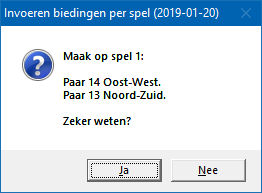 Invoeren biedingen per spel (2019-01-20)
Maak op spel 1:
Paar 14 Oost-West.
Paar 13 Noord-Zuid.
Zeker weten?
Ja Nee